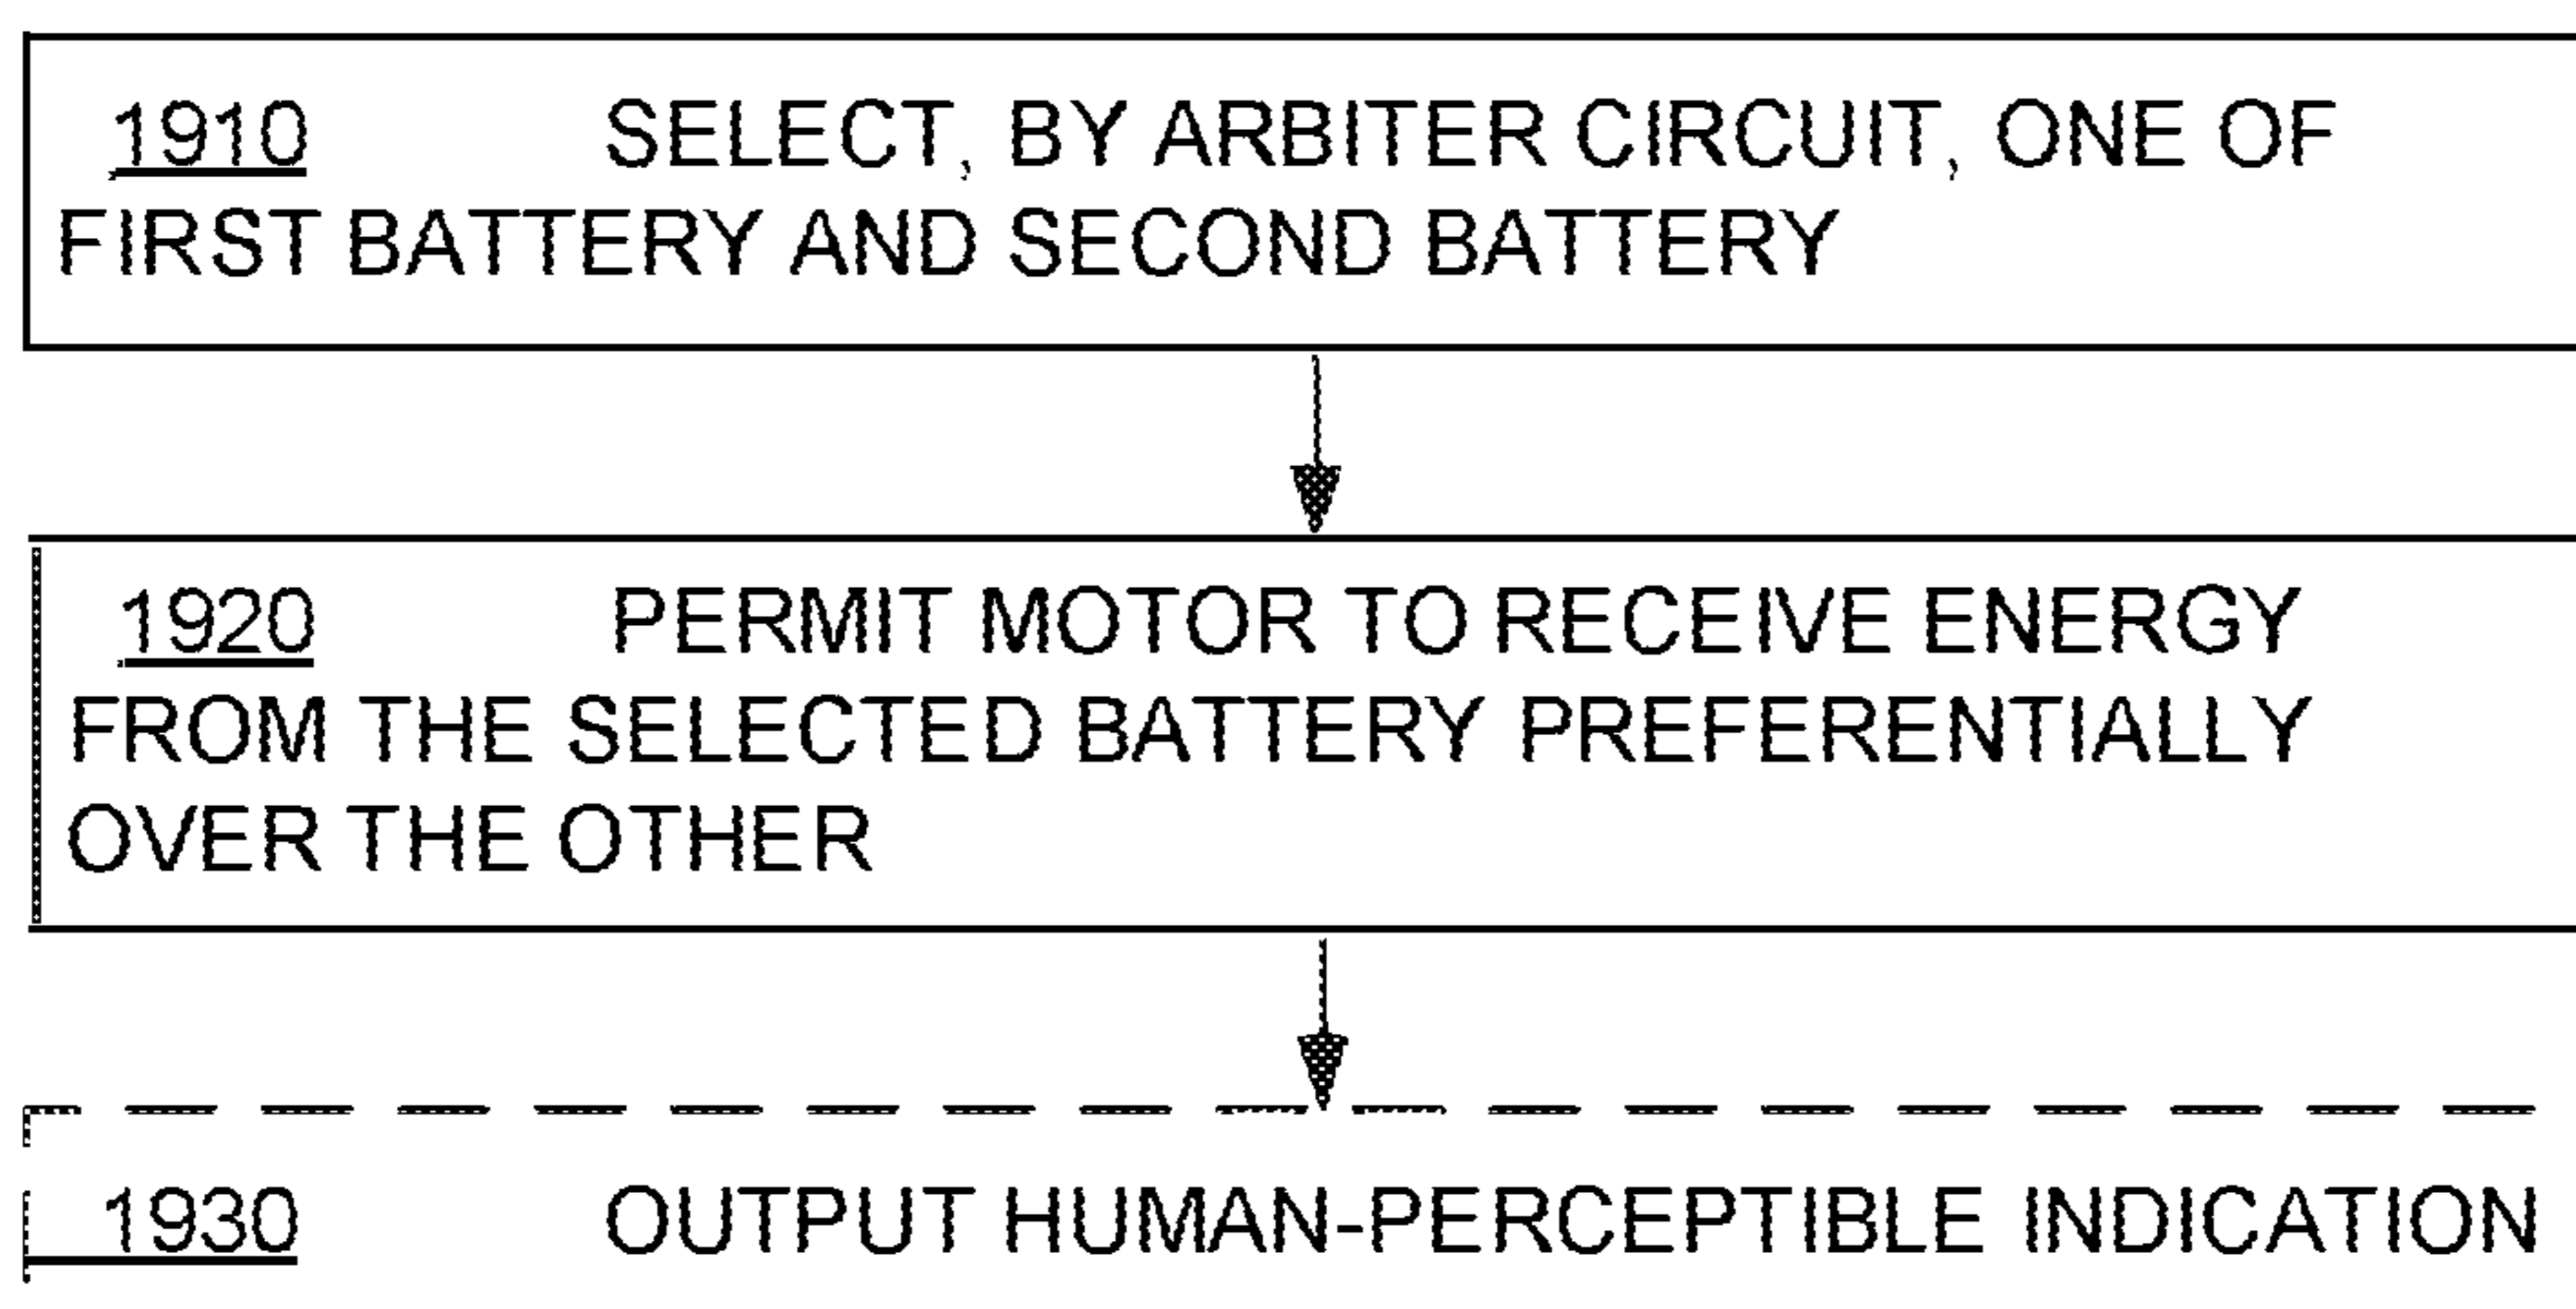 1910 SELECT, BY ARBITER CIRCUIT, ONE OF
FIRST BATTERY AND SECOND BATTERY
1920 PERMIT MOTOR TO RECEIVE ENERGY
FROM THE SELECTED BATTERY PREFERENTIALLY
OVER THE OTHER
1930 OUTPUT HUMAN-PERCEPTIBLE INDICATION